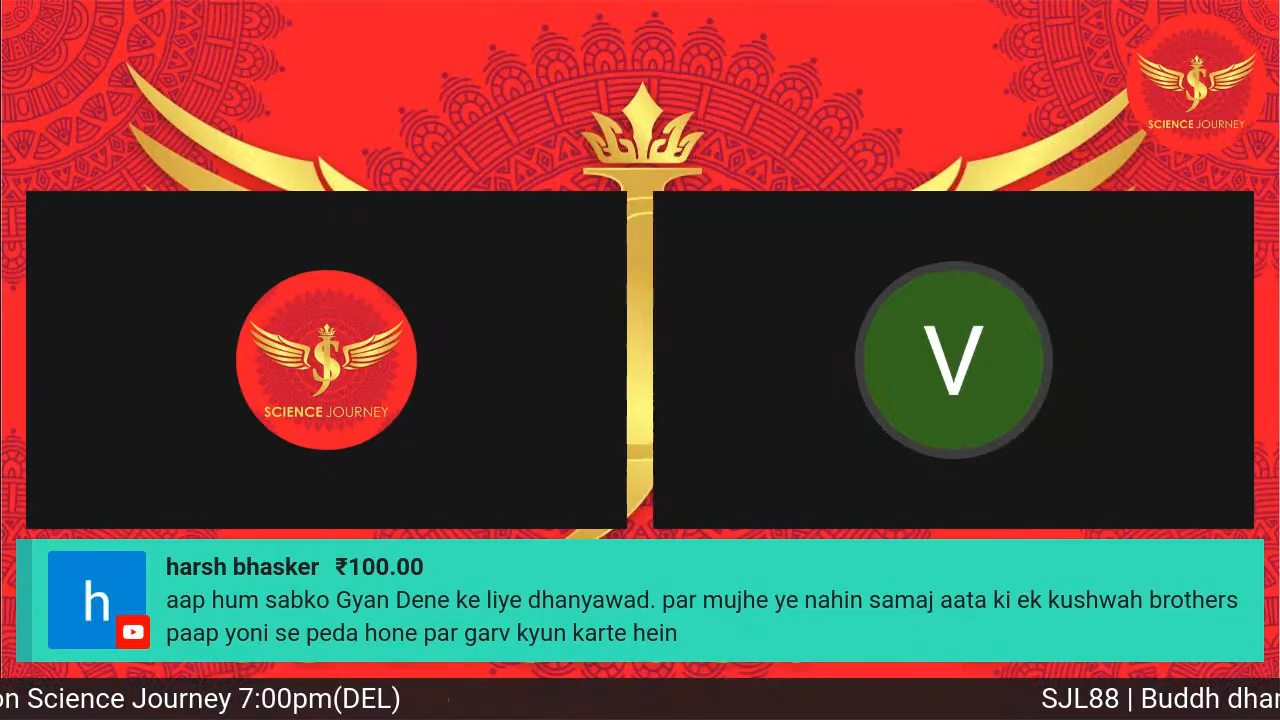 SCIENCE JOURNEY
SCIENCE JOURNEY
V
h
harsh bhasker ₹100.00
aap hum sabko Gyan Dene ke liye dhanyawad. par mujhe ye nahin samaj aata ki ek kushwah brothers
paap yoni se peda hone par garv kyun karte hein
on Science Journey 7:00pm(DEL)
SJL88 | Buddh dhar